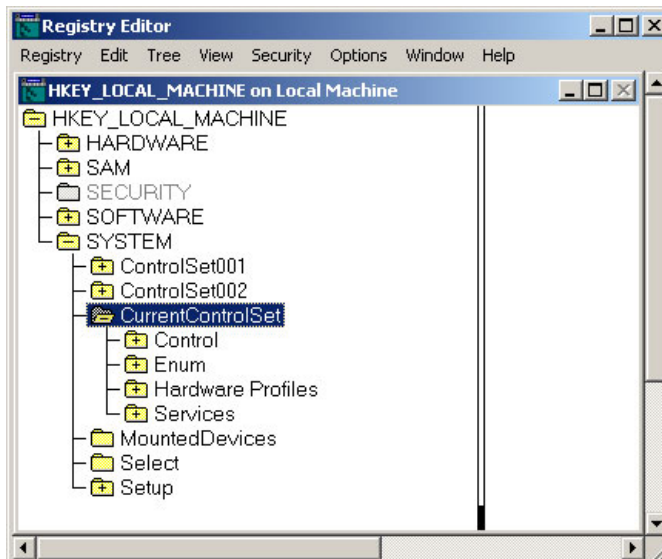 Registry Editor
Registry Edit Tree View Security Options Window Help
HKEY_LOCAL_MACHINE on Local Machine
HKEY_LOCAL_MACHINE
HARDWARE
SAM
SECURITY
SOFTWARE
SYSTEM
ControlSet001
ControlSet002
CurrentControlSet
Control
Enum
Hardware Profiles
Services
MountedDevices
Select
Setup